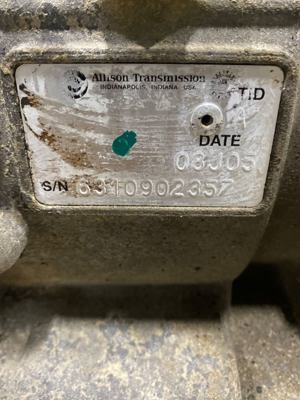 Allison Transmission
INDIANAPOLIS, INDIANA USA
TID
DATE
03J05
S/N 6310902357